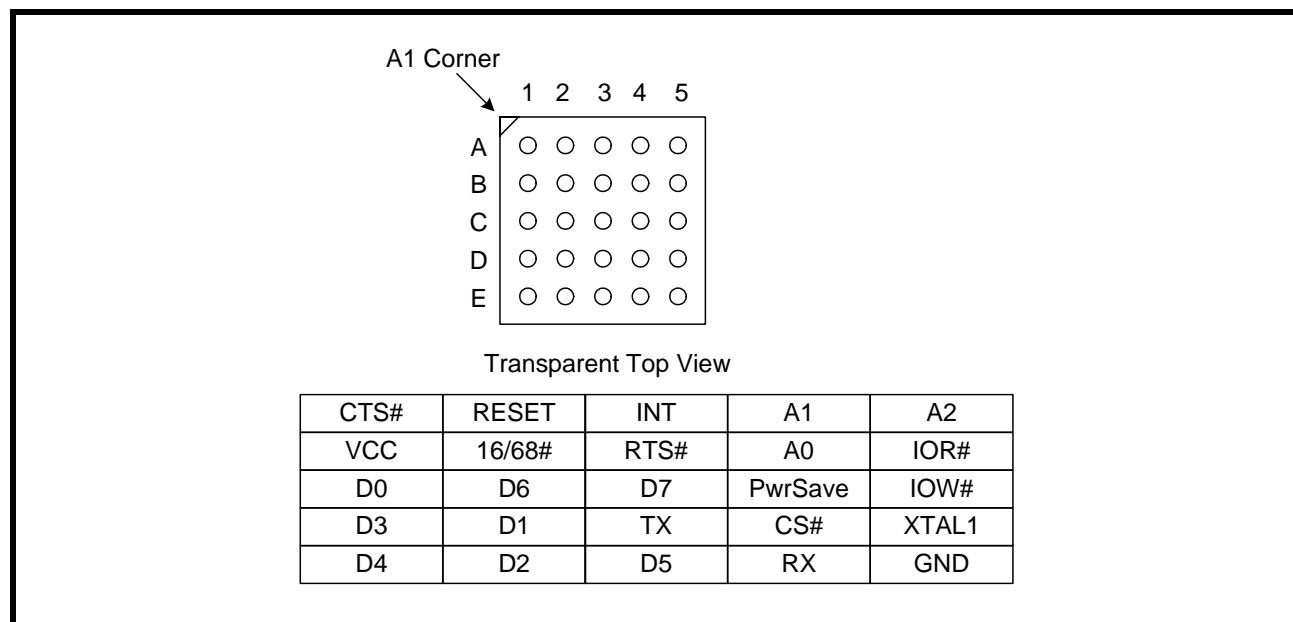 A1 Corner
1 2 3 4 5
A
B
C
D
E
Transparent Top View
CTS# RESET INT A1 A2
VCC 16/68# RTS# A0 IOR#
D0 D6 D7 PwrSave IOW#
D3 D1 TX CS# XTAL1
D4 D2 D5 RX GND